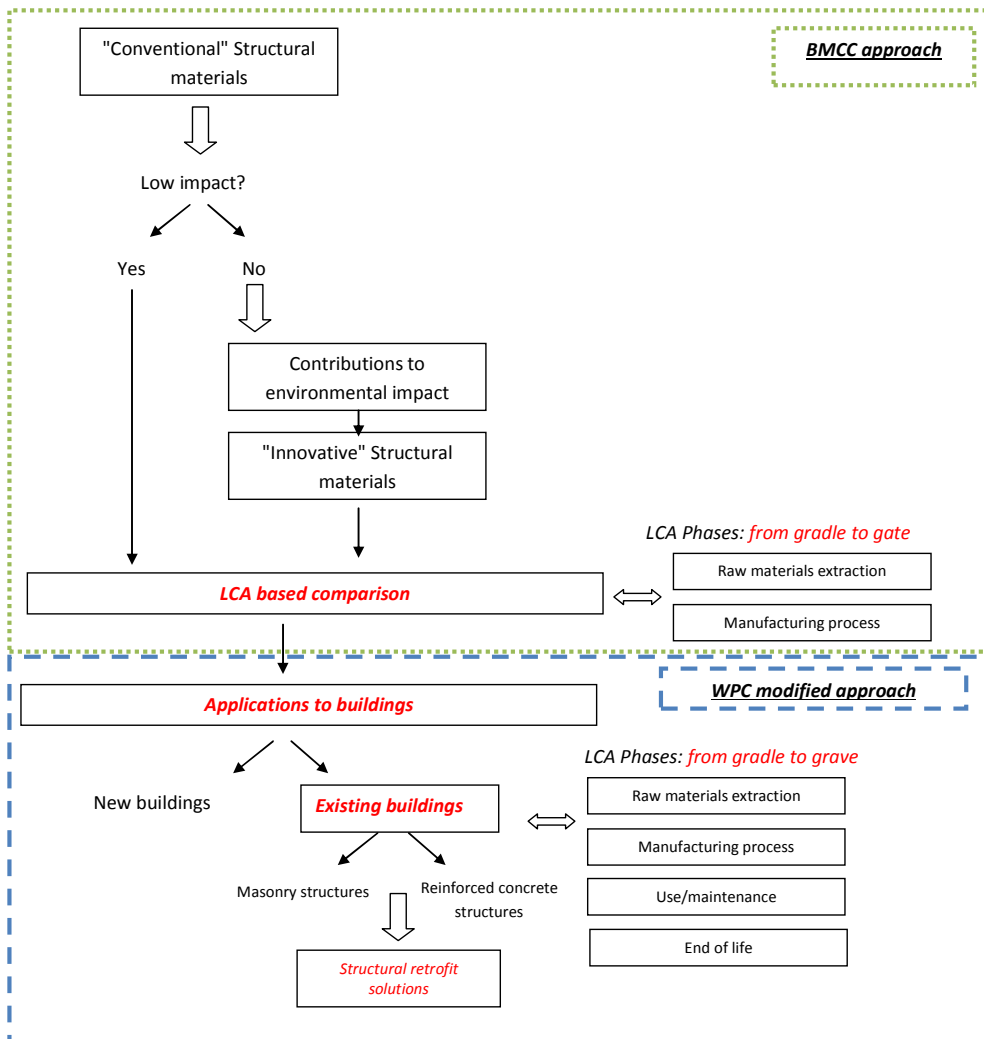 BMCC approach
"Conventional" Structural
materials
Low impact?
Yes
No
Contributions to
environmental impact
"Innovative" Structural
materials
LCA Phases: from gradle to gate
Raw materials extraction
LCA based comparison
Manufacturing process
WPC modified approach
Applications to buildings
LCA Phases: from gradle to grave
New buildings
Existing buildings
Raw materials extraction
Manufacturing process
Masonry structures
Reinforced concrete
structures
Use/maintenance
End of life
Structural retrofit
solutions